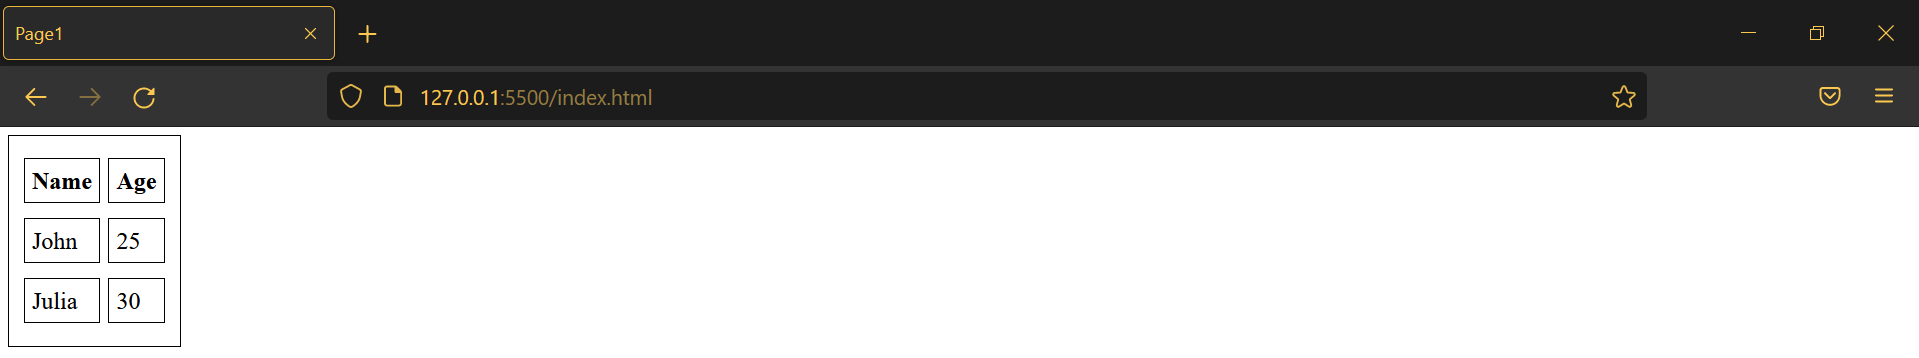 Page1
127.0.0.1:5500/index.html
Name Age
John 25
Julia 30